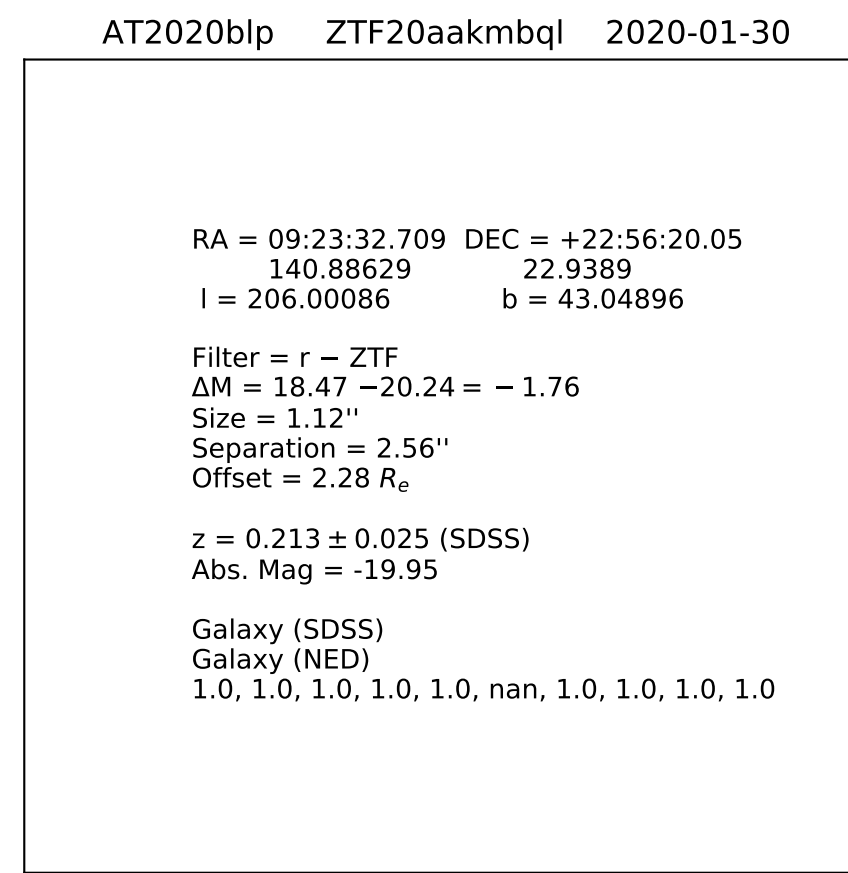 AT2020blp ZTF20aakmbql 2020-01-30
RA = 09:23:32.709 DEC = +22:56:20.05
140.88629 22.9389
l = 206.00086 b = 43.04896
Filter = r − ZTF
ΔM = 18.47 −20.24 = − 1.76
Size = 1.12''
Separation = 2.56''
Offset = 2.28 Re
z = 0.213 ± 0.025 (SDSS)
Abs. Mag = -19.95
Galaxy (SDSS)
Galaxy (NED)
1.0, 1.0, 1.0, 1.0, 1.0, nan, 1.0, 1.0, 1.0, 1.0